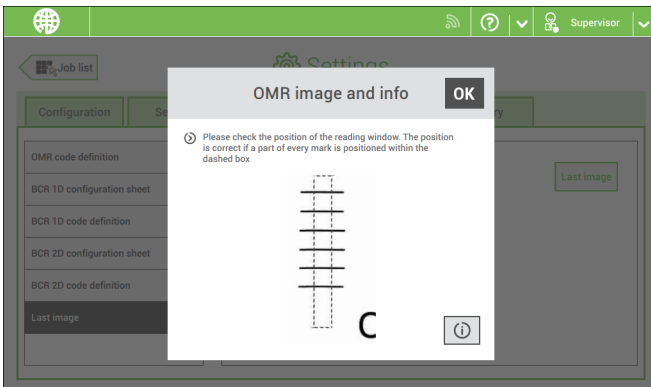 Supervisor
Job list
Settings
OMR image and info
OK
Configuration
Se
ry
Please check the position of the reading window. The position
is correct if a part of every mark is positioned within the
dashed box
OMR code definition
BCR 1D configuration sheet
BCR 1D code definition
BCR 2D configuration sheet
BCR 2D code definition
Last image
Last image
C